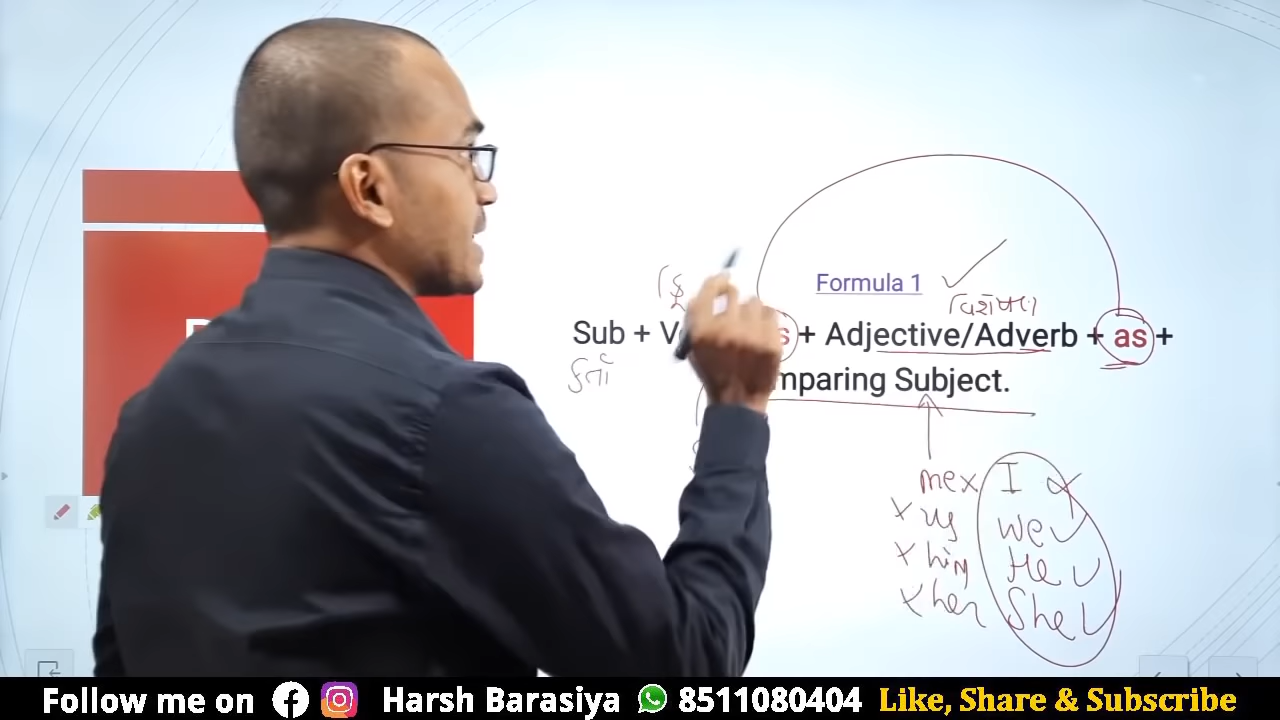 Formula 1
વિશેષણ
Sub + V + Adjective/Adverb + as +
કર્તા
mparing Subject.
me x I
x us We
x him He
x her She
Follow me on Harsh Barasiya 8511080404 Like, Share & Subscribe